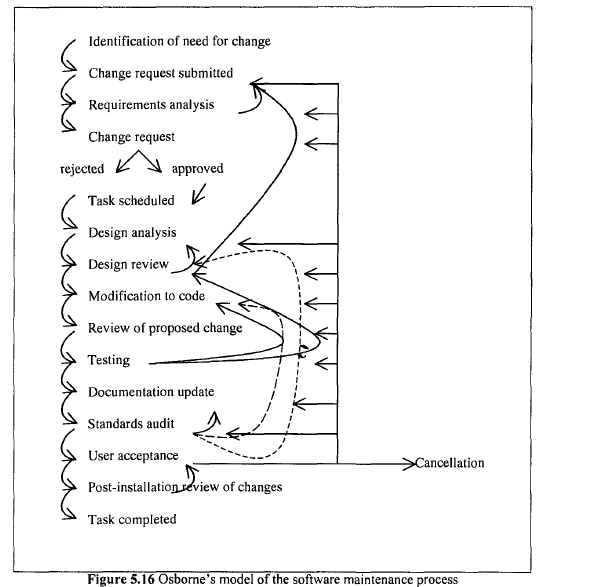 Identification of need for change
Change request submitted
Requirements analysis
Change request
rejected approved
Task scheduled
Design analysis
Design review
Modification to code
Review of proposed change
Testing
Documentation update
Standards audit
User acceptance
Cancellation
Post-installation review of changes
Task completed
Figure 5.16 Osborne's model of the software maintenance process